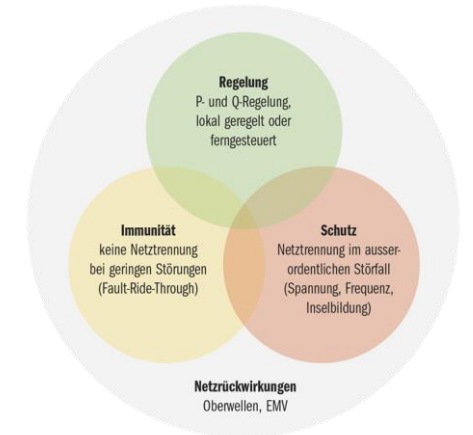 Regelung
P- und Q-Regelung,
lokal geregelt oder
ferngesteuert
Immunität
keine Netztrennung
bei geringen Störungen
(Fault-Ride-Through)
Schutz
Netztrennung im ausser-
ordentlichen Störfall
(Spannung, Frequenz,
Inselbildung)
Netzrückwirkungen
Oberwellen, EMV